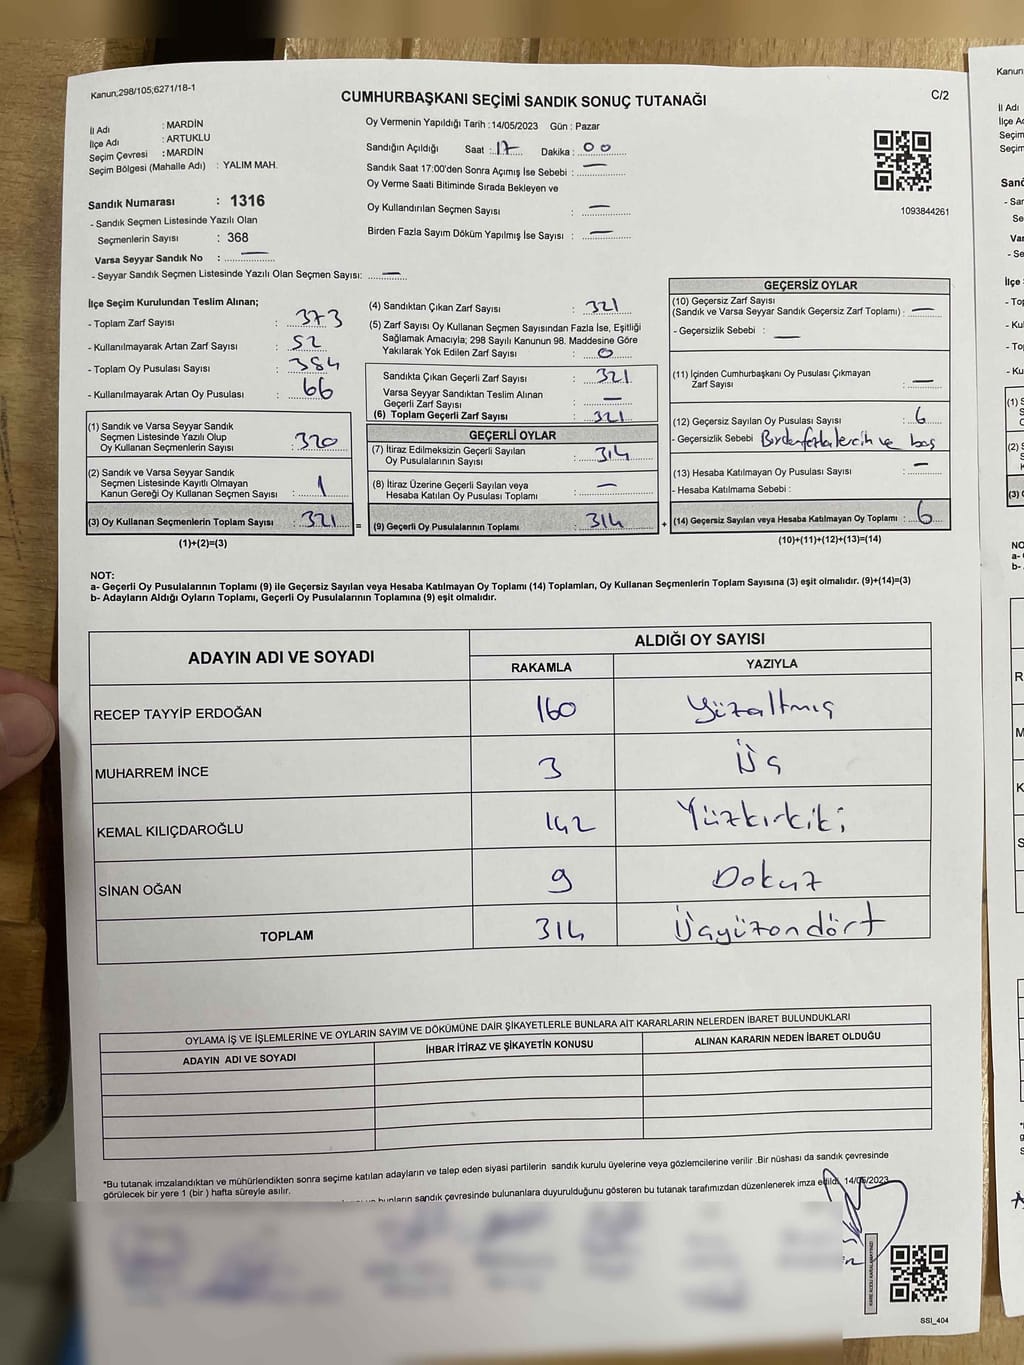 Kanun;298/105;6271/18-1
CUMHURBAŞKANI SEÇİMİ SANDIK SONUÇ TUTANAĞI
C/2
İl Adı : MARDİN
İlçe Adı : ARTUKLU
Seçim Çevresi : MARDİN
Seçim Bölgesi (Mahalle Adı) : YALIM MAH.
Sandık Numarası : 1316
- Sandık Seçmen Listesinde Yazılı Olan
Seçmenlerin Sayısı : 368
Varsa Seyyar Sandık No : —
- Seyyar Sandık Seçmen Listesinde Yazılı Olan Seçmen Sayısı: —
Oy Vermenin Yapıldığı Tarih : 14/05/2023 Gün : Pazar
Sandığın Açıldığı Saat : 17 Dakika : 00
Sandık Saat 17:00'den Sonra Açımış İse Sebebi : —
Oy Verme Saati Bitiminde Sırada Bekleyen ve
Oy Kullandırılan Seçmen Sayısı : —
Birden Fazla Sayım Döküm Yapılmış İse Sayısı : —
1093844261
İlçe Seçim Kurulundan Teslim Alınan;
- Toplam Zarf Sayısı : 373
- Kullanılmayarak Artan Zarf Sayısı : 52
- Toplam Oy Pusulası Sayısı : 384
- Kullanılmayarak Artan Oy Pusulası : 66
(1) Sandık ve Varsa Seyyar Sandık
Seçmen Listesinde Yazılı Olup
Oy Kullanan Seçmenlerin Sayısı : 320
(2) Sandık ve Varsa Seyyar Sandık
Seçmen Listesinde Kayıtlı Olmayan
Kanun Gereği Oy Kullanan Seçmen Sayısı : 1
(3) Oy Kullanan Seçmenlerin Toplam Sayısı : 321 =
(1)+(2)=(3)
(4) Sandıktan Çıkan Zarf Sayısı : 321
(5) Zarf Sayısı Oy Kullanan Seçmen Sayısından Fazla İse, Eşitliği
Sağlamak Amacıyla; 298 Sayılı Kanunun 98. Maddesine Göre
Yakılarak Yok Edilen Zarf Sayısı : 0
Sandıkta Çıkan Geçerli Zarf Sayısı : 321
Varsa Seyyar Sandıktan Teslim Alınan
Geçerli Zarf Sayısı : —
(6) Toplam Geçerli Zarf Sayısı : 321
GEÇERLİ OYLAR
(7) İtiraz Edilmeksizin Geçerli Sayılan
Oy Pusulalarının Sayısı : 314
(8) İtiraz Üzerine Geçerli Sayılan veya
Hesaba Katılan Oy Pusulası Toplamı : —
(9) Geçerli Oy Pusulalarının Toplamı : 314 +
GEÇERSİZ OYLAR
(10) Geçersiz Zarf Sayısı
(Sandık ve Varsa Seyyar Sandık Geçersiz Zarf Toplamı) : —
- Geçersizlik Sebebi : —
(11) İçinden Cumhurbaşkanı Oy Pusulası Çıkmayan
Zarf Sayısı : —
(12) Geçersiz Sayılan Oy Pusulası Sayısı : 6
- Geçersizlik Sebebi Birden fazla tercih ve boş
(13) Hesaba Katılmayan Oy Pusulası Sayısı : —
- Hesaba Katılmama Sebebi :
(14) Geçersiz Sayılan veya Hesaba Katılmayan Oy Toplamı : 6
(10)+(11)+(12)+(13)=(14)
NOT:
a- Geçerli Oy Pusulalarının Toplamı (9) ile Geçersiz Sayılan veya Hesaba Katılmayan Oy Toplamı (14) Toplamları, Oy Kullanan Seçmenlerin Toplam Sayısına (3) eşit olmalıdır. (9)+(14)=(3)
b- Adayların Aldığı Oyların Toplamı, Geçerli Oy Pusulalarının Toplamına (9) eşit olmalıdır.
ADAYIN ADI VE SOYADI
ALDIĞI OY SAYISI
RAKAMLA YAZIYLA
RECEP TAYYİP ERDOĞAN 160 Yüzaltmış
MUHARREM İNCE 3 Üç
KEMAL KILIÇDAROĞLU 142 Yüzkırkiki
SİNAN OĞAN 9 Dokuz
TOPLAM 314 Üçyüzondört
OYLAMA İŞ VE İŞLEMLERİNE VE OYLARIN SAYIM VE DÖKÜMÜNE DAİR ŞİKAYETLERLE BUNLARA AİT KARARLARIN NELERDEN İBARET BULUNDUKLARI
ADAYIN ADI VE SOYADI İHBAR İTİRAZ VE ŞİKAYETİN KONUSU ALINAN KARARIN NEDEN İBARET OLDUĞU
*Bu tutanak imzalandıktan ve mühürlendikten sonra seçime katılan adayların ve talep eden siyasi partilerin sandık kurulu üyelerine veya gözlemcilerine verilir .Bir nüshası da sandık çevresinde
görülecek bir yere 1 (bir ) hafta süreyle asılır.
bunların sandık çevresinde bulunanlara duyurulduğunu gösteren bu tutanak tarafımızdan düzenlenerek imza edildi. 14/05/2023
SSI_404